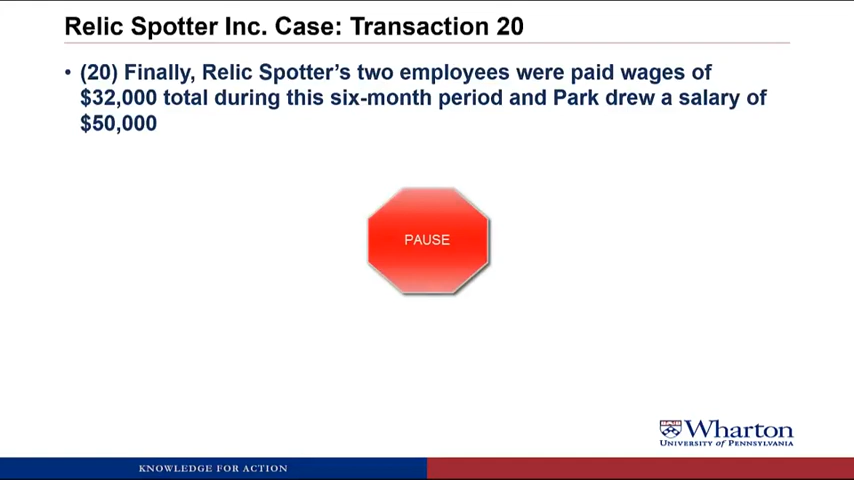 Relic Spotter Inc. Case: Transaction 20
• (20) Finally, Relic Spotter's two employees were paid wages of
$32,000 total during this six-month period and Park drew a salary of
$50,000
PAUSE
Wharton
UNIVERSITY OF PENNSYLVANIA
KNOWLEDGE FOR ACTION